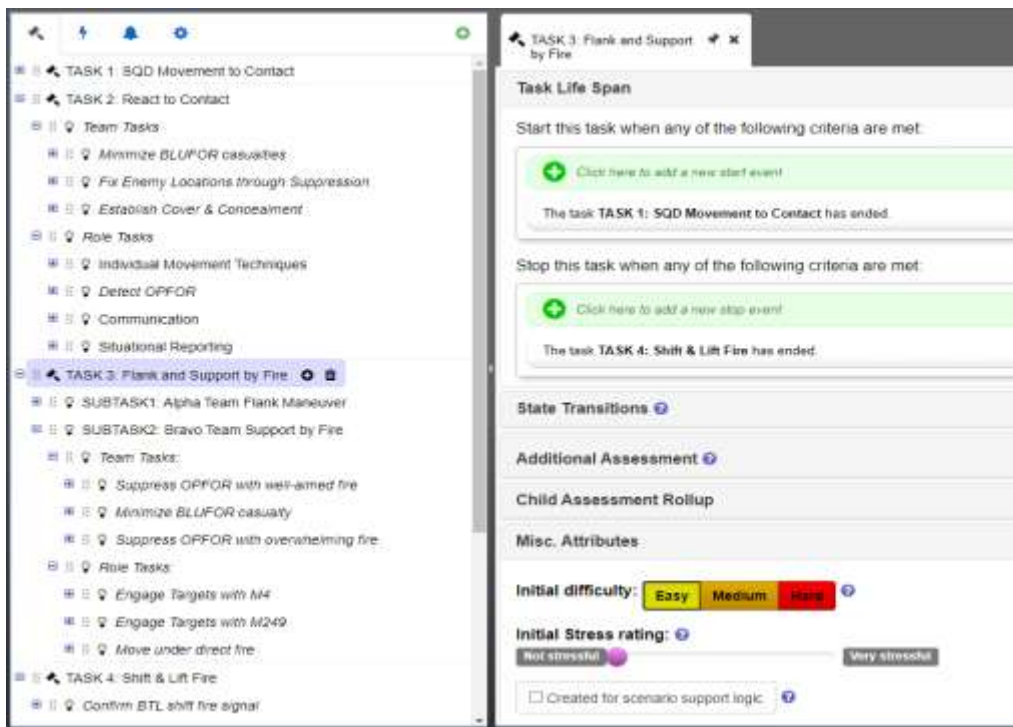 TASK 1: SQD Movement to Contact
TASK 2: React to Contact
Team Tasks
Minimize BLUFOR casualties
Fix Enemy Locations through Suppression
Establish Cover & Concealment
Role Tasks
Individual Movement Techniques
Detect OPFOR
Communication
Situational Reporting
TASK 3: Flank and Support by Fire
SUBTASK1: Alpha Team Flank Maneuver
SUBTASK2: Bravo Team Support by Fire
Team Tasks:
Suppress OPFOR with well-aimed fire
Minimize BLUFOR casualty
Suppress OPFOR with overwhelming fire
Role Tasks:
Engage Targets with M4
Engage Targets with M249
Move under direct fire
TASK 4: Shift & Lift Fire
Confirm BTL shift fire signal
TASK 3: Flank and Support
by Fire
Task Life Span
Start this task when any of the following criteria are met:
Click here to add a new start event
The task TASK 1: SQD Movement to Contact has ended.
Stop this task when any of the following criteria are met:
Click here to add a new stop event
The task TASK 4: Shift & Lift Fire has ended.
State Transitions
Additional Assessment
Child Assessment Rollup
Misc. Attributes
Initial difficulty: Easy Medium Hard
Initial Stress rating:
Not stressful Very stressful
Created for scenario support logic